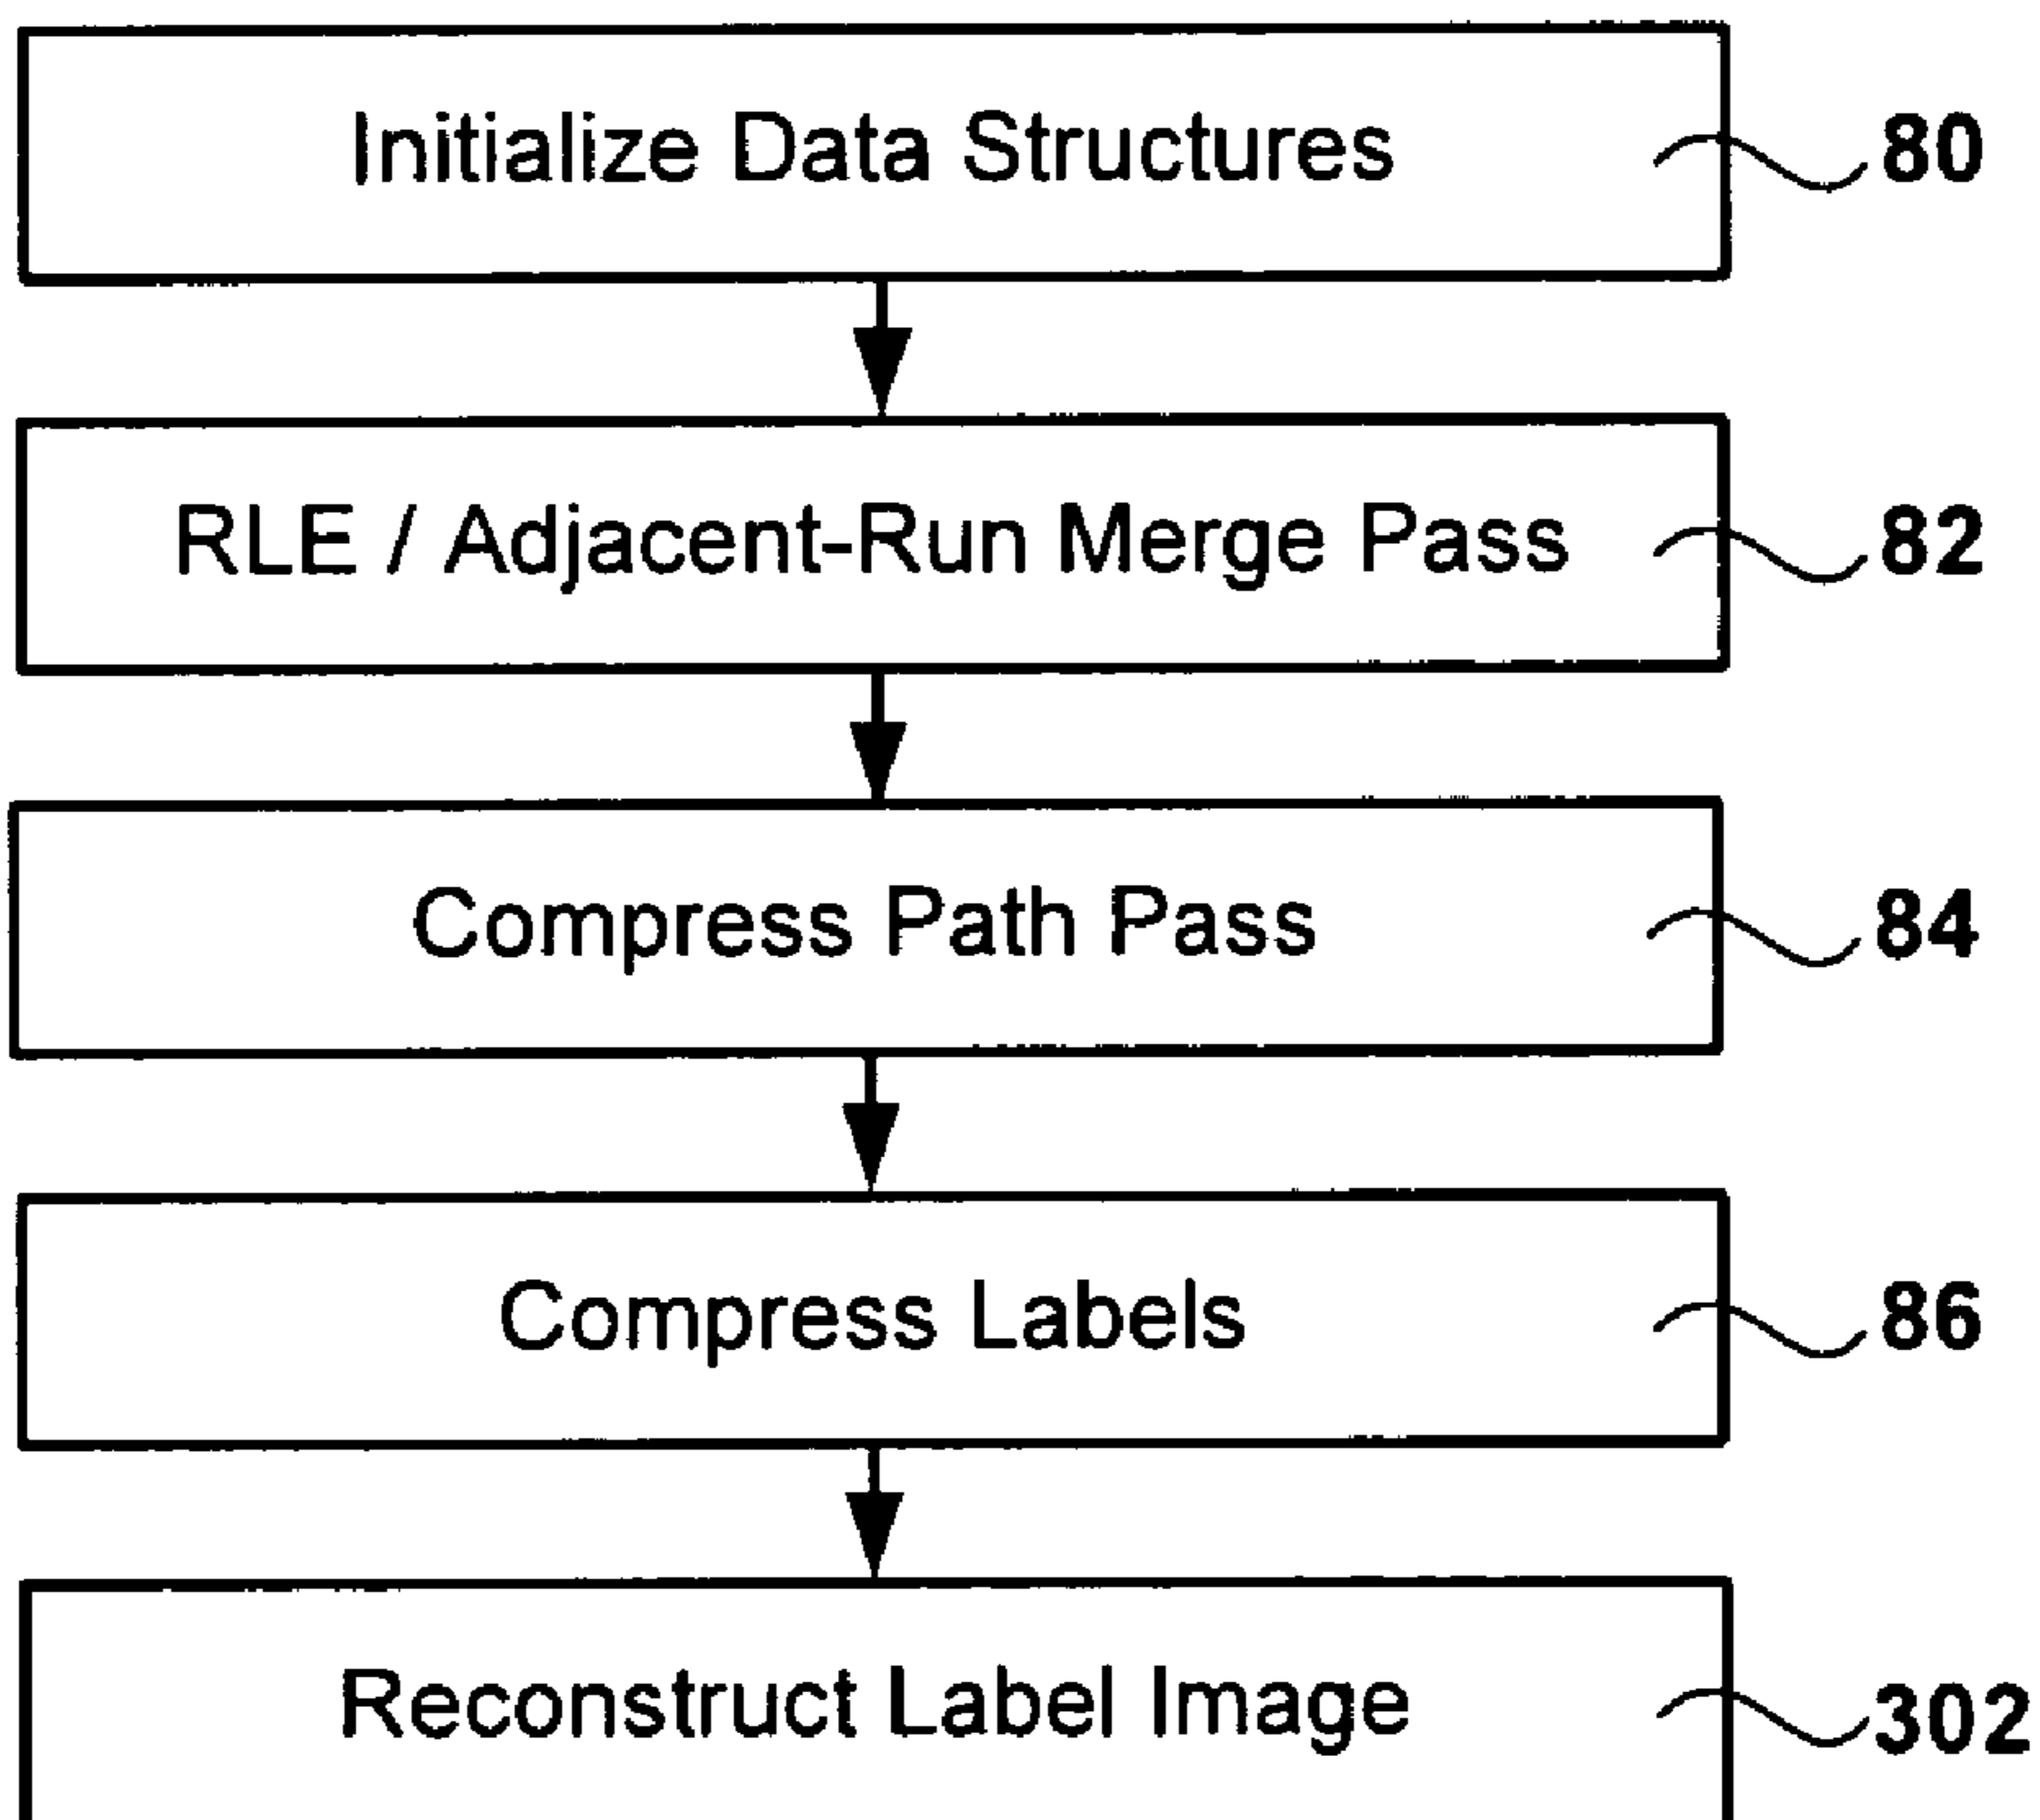 Initialize Data Structures 80
RLE / Adjacent-Run Merge Pass 82
Compress Path Pass 84
Compress Labels 86
Reconstruct Label Image 302